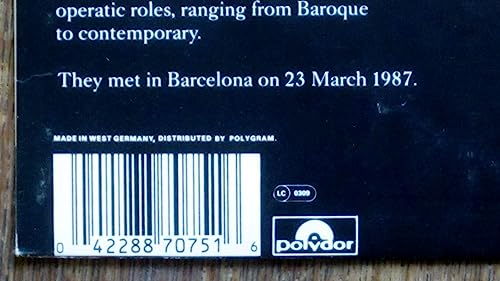 operatic roles, ranging from Baroque
to contemporary.
They met in Barcelona on 23 March 1987.
MADE IN WEST GERMANY, DISTRIBUTED BY POLYGRAM.
LC 0309
0 42288 70751 6
polydor